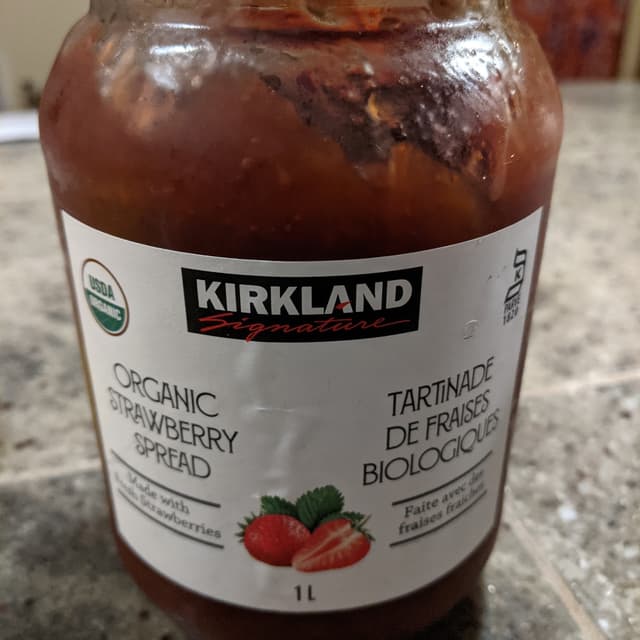 USDA
ORGANIC
KIRKLAND
Signature
ORGANIC
STRAWBERRY
SPREAD
Made with
fresh strawberries
TARTINADE
DE FRAISES
BIOLOGIQUES
Faite avec des
fraises fraîches
1 L